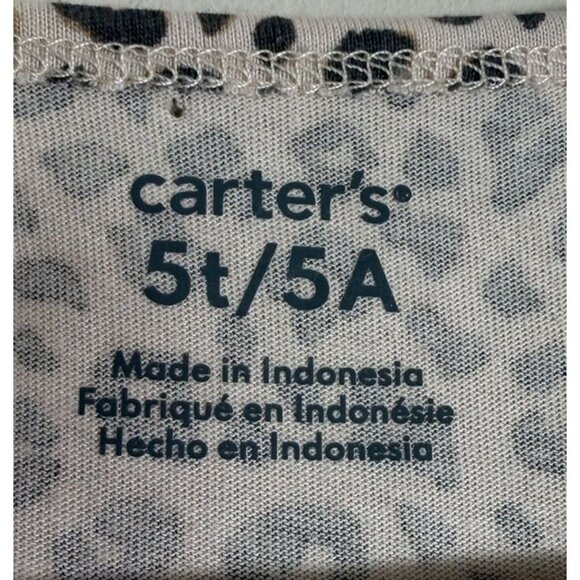 carter's®
5t/5A
Made in Indonesia
Fabriqué en Indonésie
Hecho en Indonesia